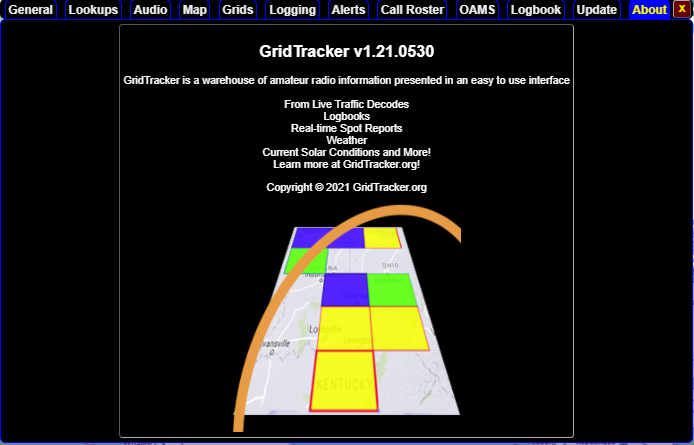 General Lookups Audio Map Grids Logging Alerts Call Roster OAMS Logbook Update About X
GridTracker v1.21.0530
GridTracker is a warehouse of amateur radio information presented in an easy to use interface
From Live Traffic Decodes
Logbooks
Real-time Spot Reports
Weather
Current Solar Conditions and More!
Learn more at GridTracker.org!
Copyright © 2021 GridTracker.org
KENTUCKY